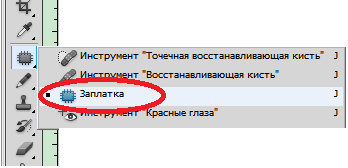 Инструмент "Точечная восстанавливающая кисть" J
Инструмент "Восстанавливающая кисть" J
Заплатка J
Инструмент "Красные глаза" J